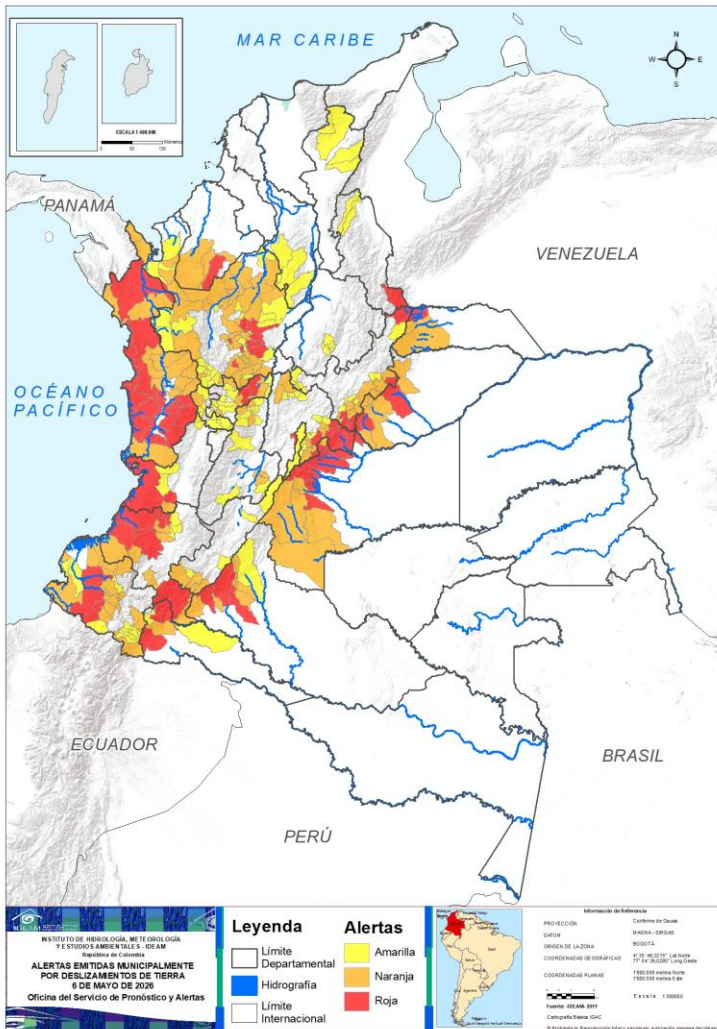 MAR CARIBE
N
W
E
S
ESCALA 1:400.000
PANAMÁ
VENEZUELA
OCÉANO
PACÍFICO
ECUADOR
BRASIL
PERÚ
IDEAM
INSTITUTO DE HIDROLOGÍA, METEOROLOGÍA
Y ESTUDIOS AMBIENTALES - IDEAM
República de Colombia
ALERTAS EMITIDAS MUNICIPALMENTE
POR DESLIZAMIENTOS DE TIERRA
6 DE MAYO DE 2026
Oficina del Servicio de Pronóstico y Alertas
Leyenda
Límite
Departamental
Hidrografía
Límite
Internacional
Alertas
Amarilla
Naranja
Roja
Información de Referencia
PROYECCIÓN Conforme de Gauss
DATUM MAGNA - SIRGAS
ORIGEN DE LA ZONA BOGOTÁ
COORDENADAS GEOGRÁFICAS
COORDENADAS PLANAS
Fuente: IDEAM- 2011
Cartografía Básica IGAC